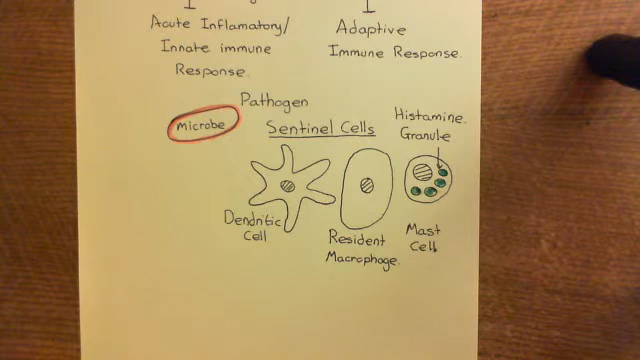 Acute Inflamatory/
Innate immune
Response.
Adaptive
Immune Response.
Pathogen
microbe
Sentinel Cells
Histamine
Granule
Dendritic
Cell
Resident
Macrophage.
Mast
Cell